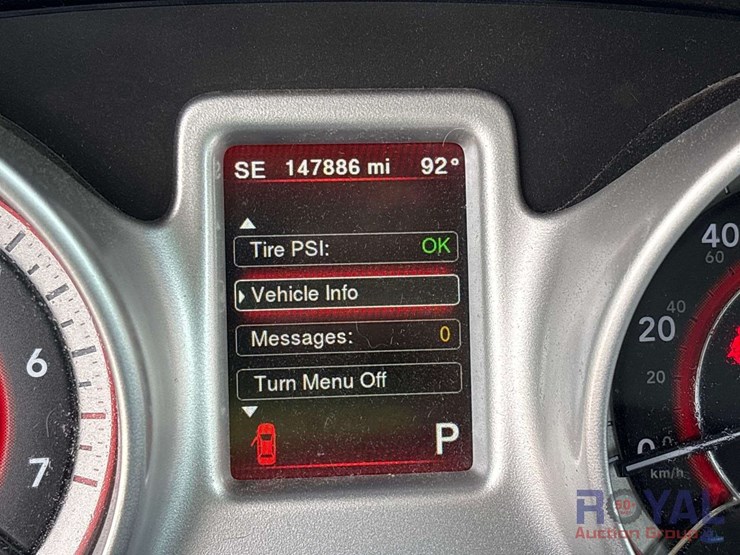 SE 147886 mi 92°
Tire PSI: OK
Vehicle Info
Messages: 0
Turn Menu Off
P
6
7
40
60
40
20
20
0
km/h
ROYAL
Auction Group